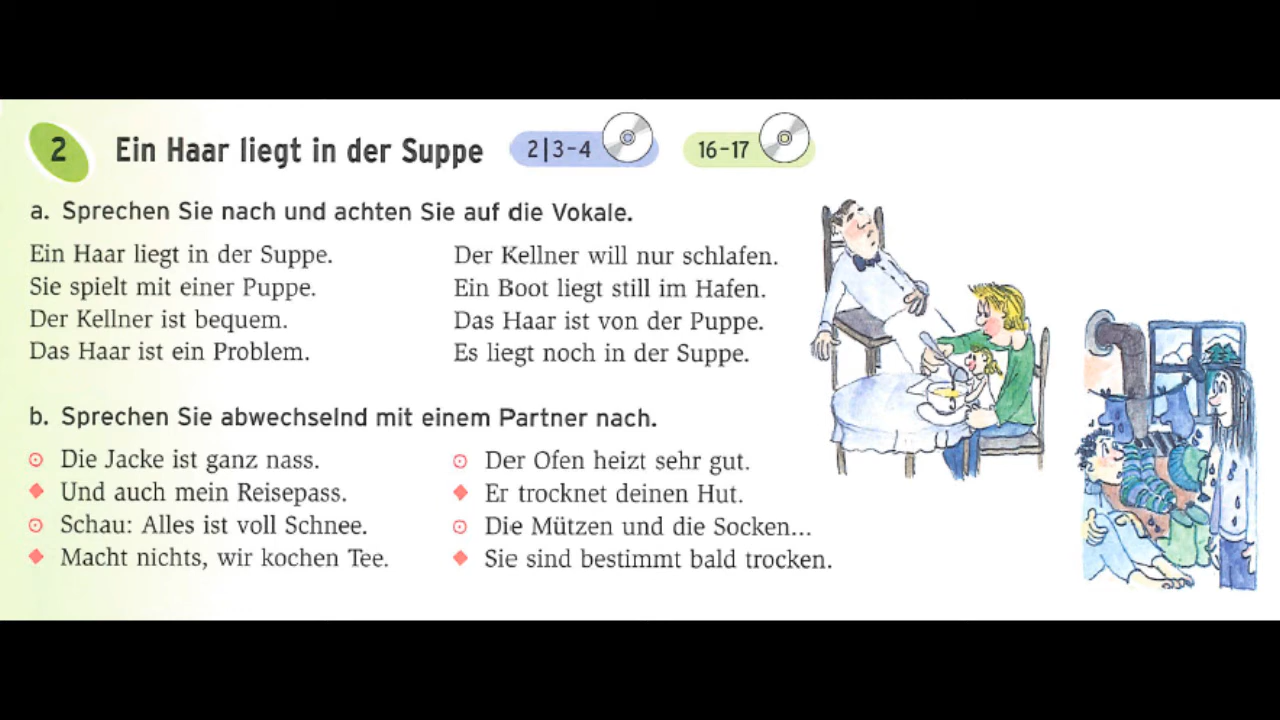 2 Ein Haar liegt in der Suppe 2|3-4 16-17
a. Sprechen Sie nach und achten Sie auf die Vokale.
Ein Haar liegt in der Suppe.
Sie spielt mit einer Puppe.
Der Kellner ist bequem.
Das Haar ist ein Problem.
Der Kellner will nur schlafen.
Ein Boot liegt still im Hafen.
Das Haar ist von der Puppe.
Es liegt noch in der Suppe.
b. Sprechen Sie abwechselnd mit einem Partner nach.
Die Jacke ist ganz nass.
Und auch mein Reisepass.
Schau: Alles ist voll Schnee.
Macht nichts, wir kochen Tee.
Der Ofen heizt sehr gut.
Er trocknet deinen Hut.
Die Mützen und die Socken...
Sie sind bestimmt bald trocken.